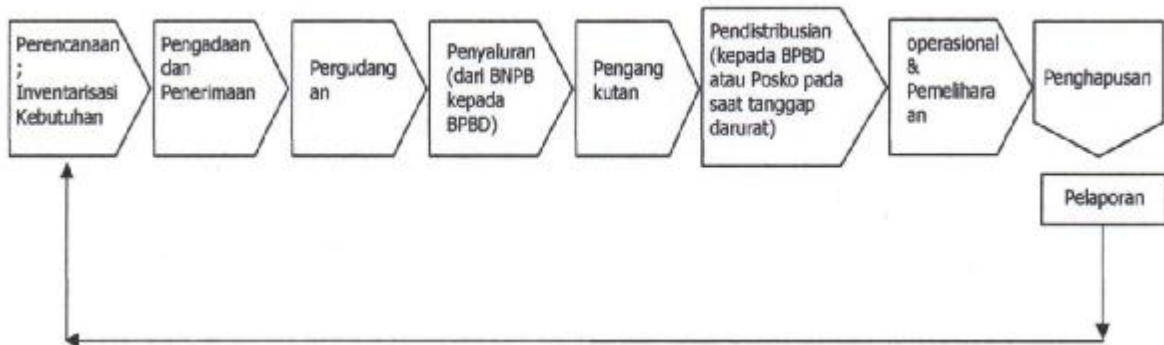 Perencanaan
;
Inventarisasi
Kebutuhan
Pengadaan
dan
Penerimaan
Pergudang
an
Penyaluran
(dari BNPB
kepada
BPBD)
Pengang
kutan
Pendistribusian
(kepada BPBD
atau Posko pada
saat tanggap
darurat)
operasional
&
Pemelihara
an
Penghapusan
Pelaporan